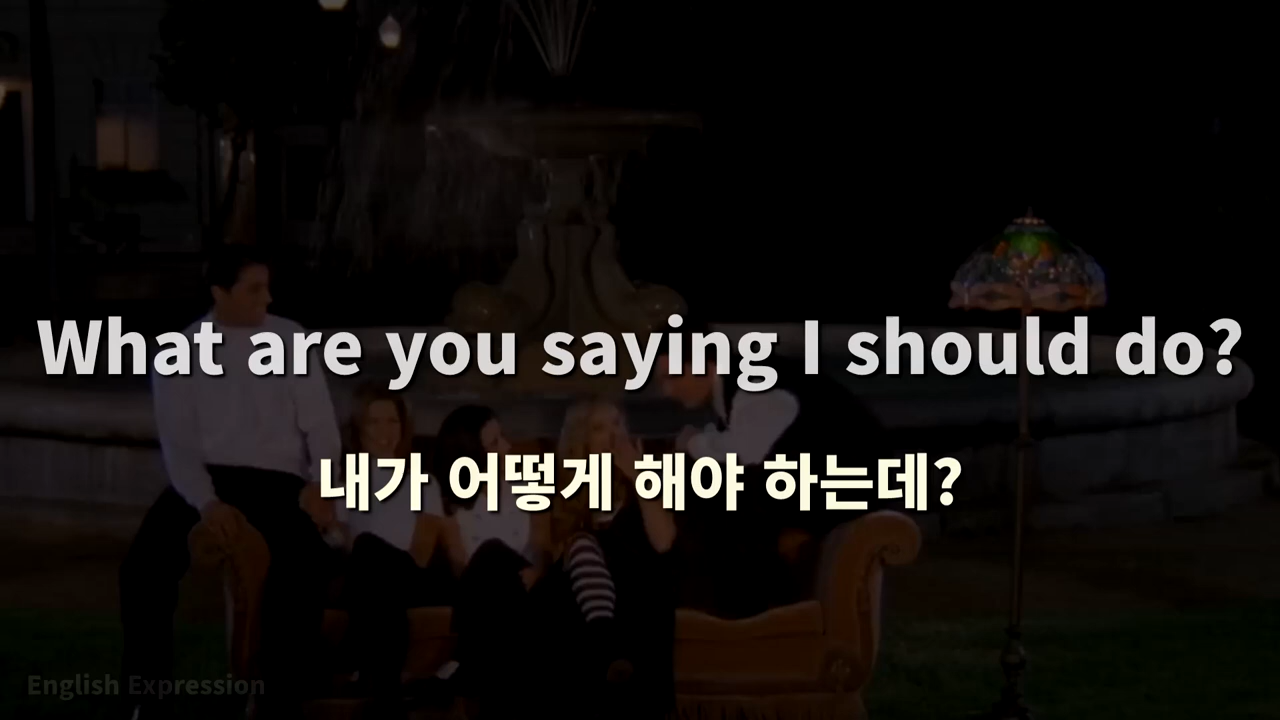 What are you saying I should do?
내가 어떻게 해야 하는데?
English Expression